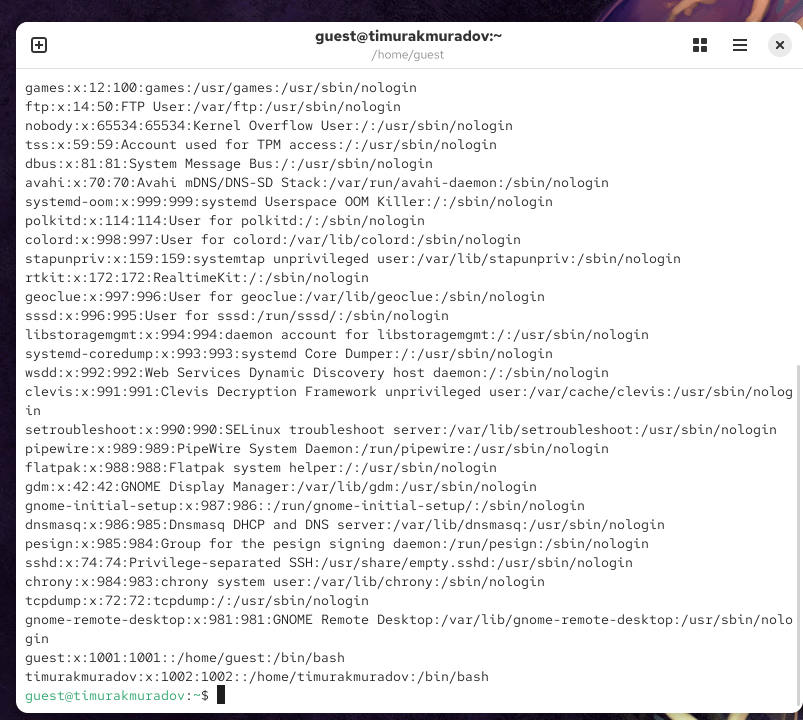 guest@timurakmuradov:~
/home/guest
games:x:12:100:games:/usr/games:/usr/sbin/nologin
ftp:x:14:50:FTP User:/var/ftp:/usr/sbin/nologin
nobody:x:65534:65534:Kernel Overflow User:/:/usr/sbin/nologin
tss:x:59:59:Account used for TPM access:/:/usr/sbin/nologin
dbus:x:81:81:System Message Bus:/:/usr/sbin/nologin
avahi:x:70:70:Avahi mDNS/DNS-SD Stack:/var/run/avahi-daemon:/sbin/nologin
systemd-oom:x:999:999:systemd Userspace OOM Killer:/:/sbin/nologin
polkitd:x:114:114:User for polkitd:/:/sbin/nologin
colord:x:998:997:User for colord:/var/lib/colord:/sbin/nologin
stapunpriv:x:159:159:systemtap unprivileged user:/var/lib/stapunpriv:/sbin/nologin
rtkit:x:172:172:RealtimeKit:/:/sbin/nologin
geoclue:x:997:996:User for geoclue:/var/lib/geoclue:/sbin/nologin
sssd:x:996:995:User for sssd:/run/sssd/:/sbin/nologin
libstoragemgmt:x:994:994:daemon account for libstoragemgmt:/:/usr/sbin/nologin
systemd-coredump:x:993:993:systemd Core Dumper:/:/usr/sbin/nologin
wsdd:x:992:992:Web Services Dynamic Discovery host daemon:/:/sbin/nologin
clevis:x:991:991:Clevis Decryption Framework unprivileged user:/var/cache/clevis:/usr/sbin/nolog
in
setroubleshoot:x:990:990:SELinux troubleshoot server:/var/lib/setroubleshoot:/usr/sbin/nologin
pipewire:x:989:989:PipeWire System Daemon:/run/pipewire:/usr/sbin/nologin
flatpak:x:988:988:Flatpak system helper:/:/usr/sbin/nologin
gdm:x:42:42:GNOME Display Manager:/var/lib/gdm:/usr/sbin/nologin
gnome-initial-setup:x:987:986::/run/gnome-initial-setup/:/sbin/nologin
dnsmasq:x:986:985:Dnsmasq DHCP and DNS server:/var/lib/dnsmasq:/usr/sbin/nologin
pesign:x:985:984:Group for the pesign signing daemon:/run/pesign:/sbin/nologin
sshd:x:74:74:Privilege-separated SSH:/usr/share/empty.sshd:/usr/sbin/nologin
chrony:x:984:983:chrony system user:/var/lib/chrony:/sbin/nologin
tcpdump:x:72:72:tcpdump:/:/usr/sbin/nologin
gnome-remote-desktop:x:981:981:GNOME Remote Desktop:/var/lib/gnome-remote-desktop:/usr/sbin/nolo
gin
guest:x:1001:1001::/home/guest:/bin/bash
timurakmuradov:x:1002:1002::/home/timurakmuradov:/bin/bash
guest@timurakmuradov:~$